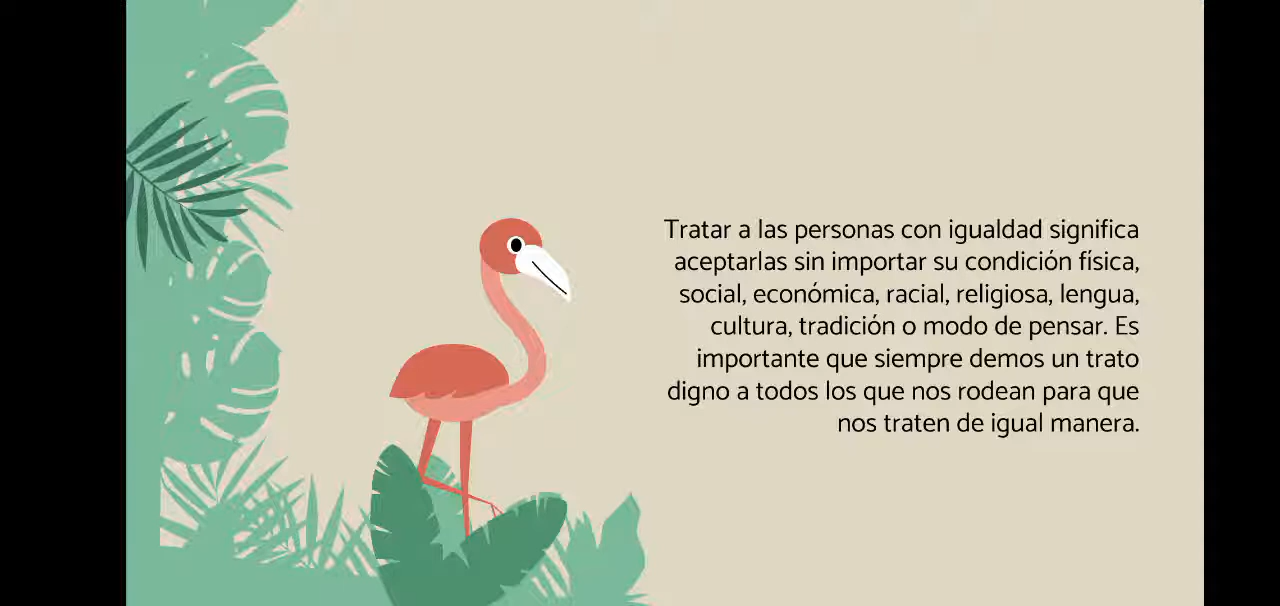 Tratar a las personas con igualdad significa
aceptarlas sin importar su condición física,
social, económica, racial, religiosa, lengua,
cultura, tradición o modo de pensar. Es
importante que siempre demos un trato
digno a todos los que nos rodean para que
nos traten de igual manera.